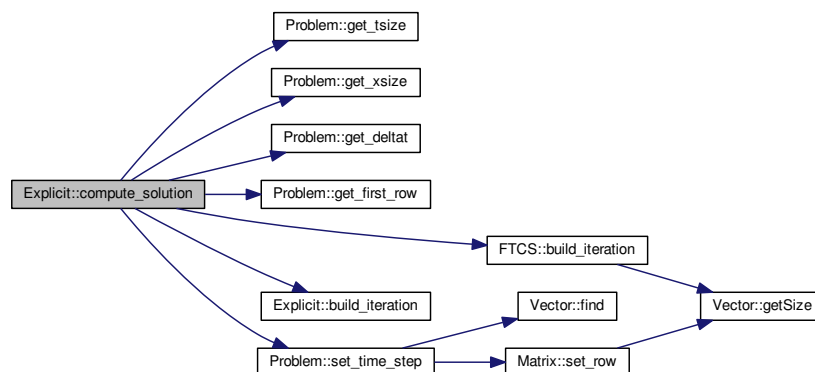 Problem::get_tsize
Problem::get_xsize
Problem::get_deltat
Explicit::compute_solution
Problem::get_first_row
FTCS::build_iteration
Explicit::build_iteration
Vector::find
Vector::getSize
Problem::set_time_step
Matrix::set_row